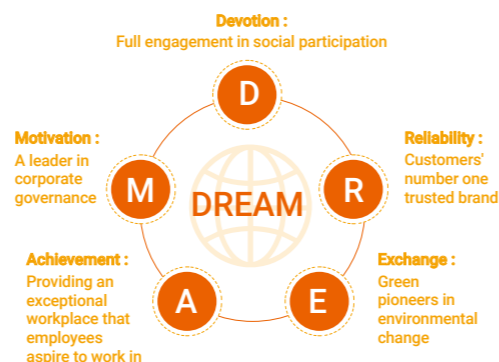 Devotion :
Full engagement in social participation
D
Motivation :
A leader in
corporate
governance
M
DREAM
R
Reliability :
Customers'
number one
trusted brand
Achievement :
Providing an
exceptional
workplace that
employees
aspire to work in
A
E
Exchange :
Green
pioneers in
environmental
change